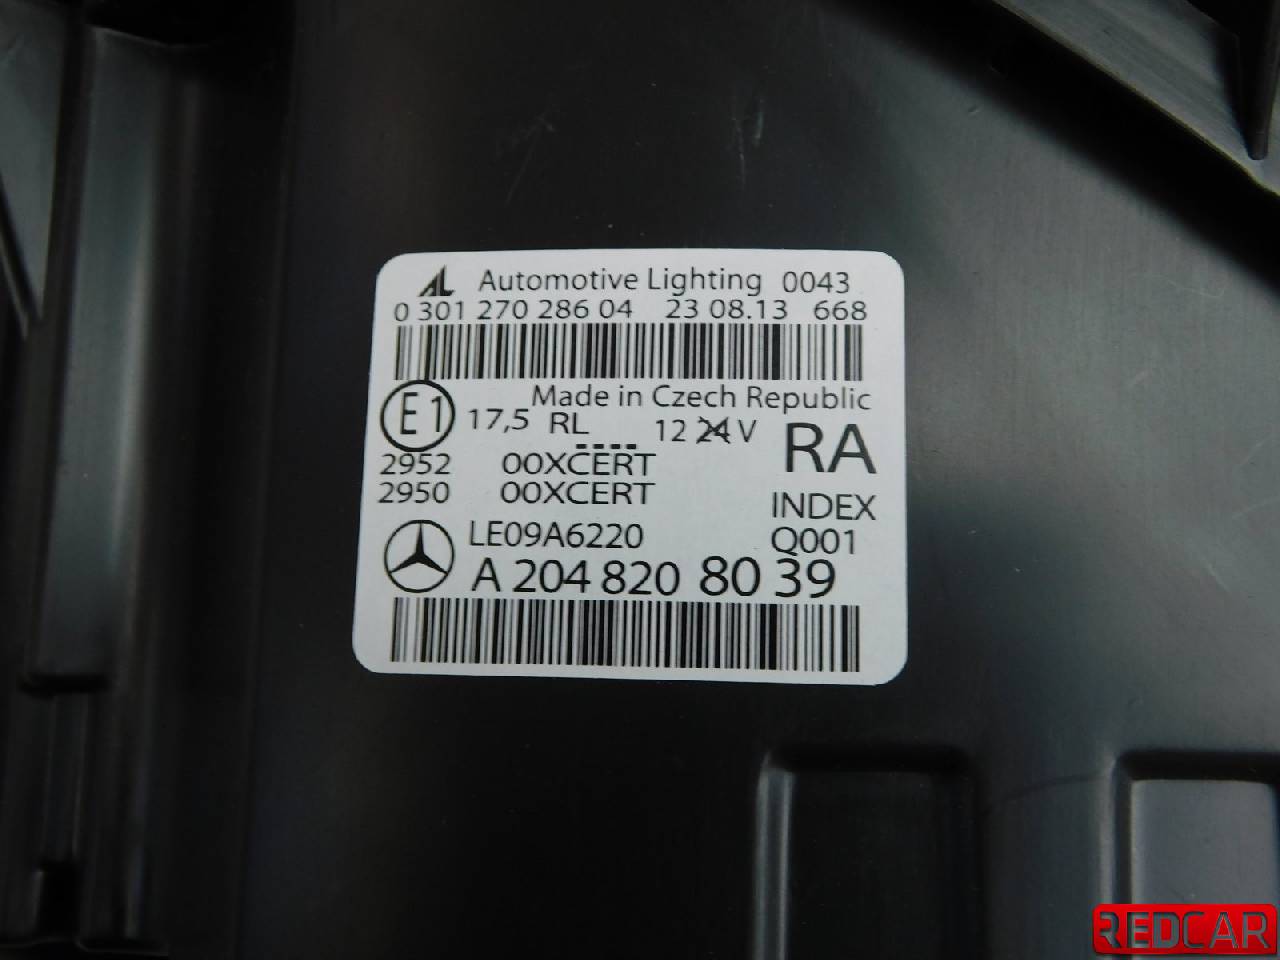 AL Automotive Lighting 0043
0 301 270 286 04 23 08.13 668
Made in Czech Republic
E1 17,5 RL 12 24 V RA
2952 00XCERT
2950 00XCERT INDEX
LE09A6220 Q001
A 204 820 80 39
REDCAR